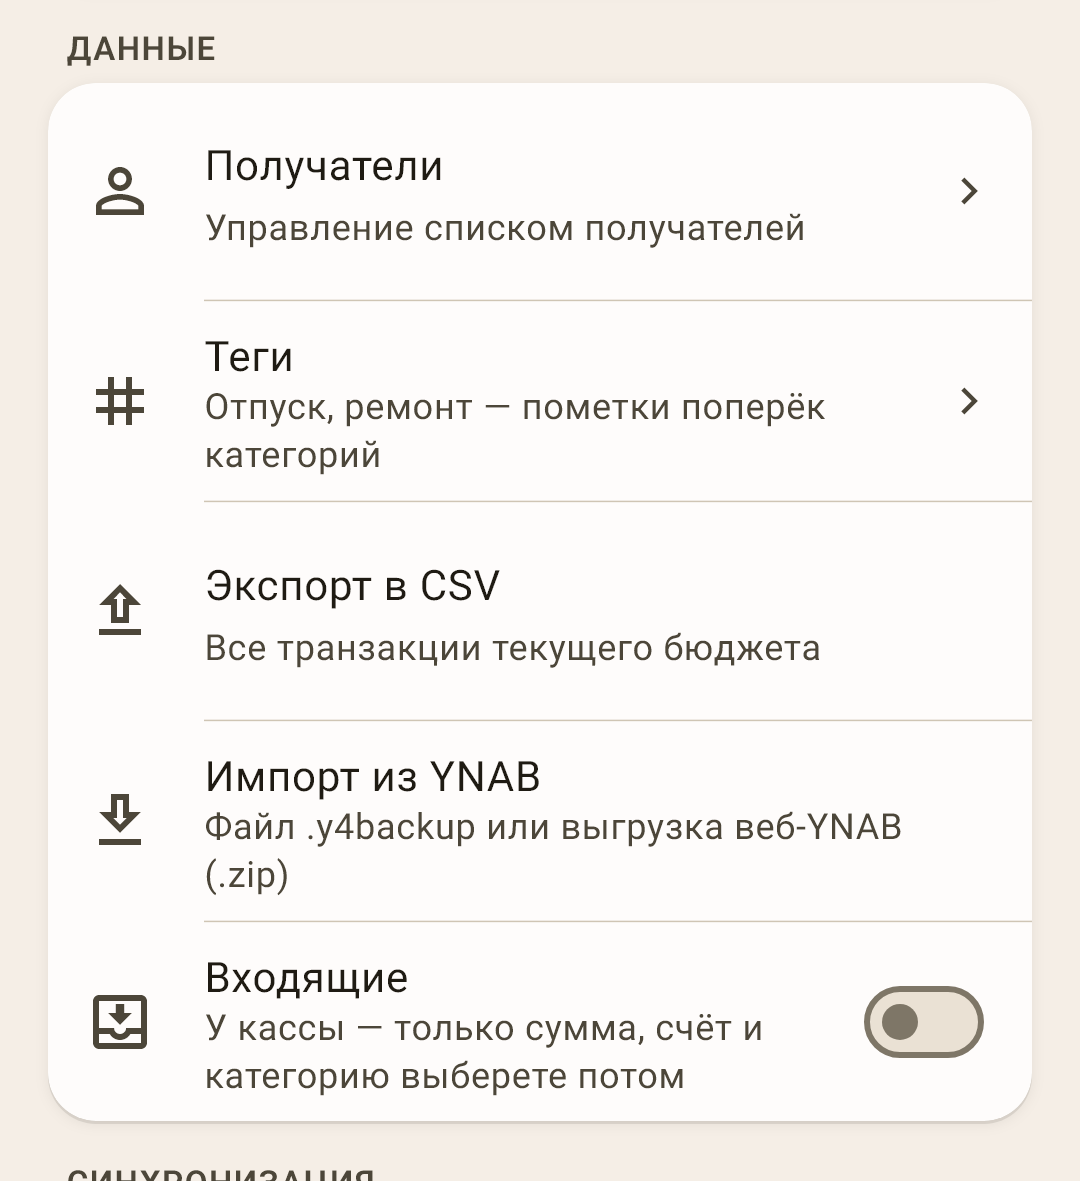 ДАННЫЕ
Получатели
Управление списком получателей
Теги
Отпуск, ремонт — пометки поперёк
категорий
Экспорт в CSV
Все транзакции текущего бюджета
Импорт из YNAB
Файл .y4backup или выгрузка веб-YNAB
(.zip)
Входящие
У кассы — только сумма, счёт и
категорию выберете потом
СИНХРОНИЗАЦИЯ